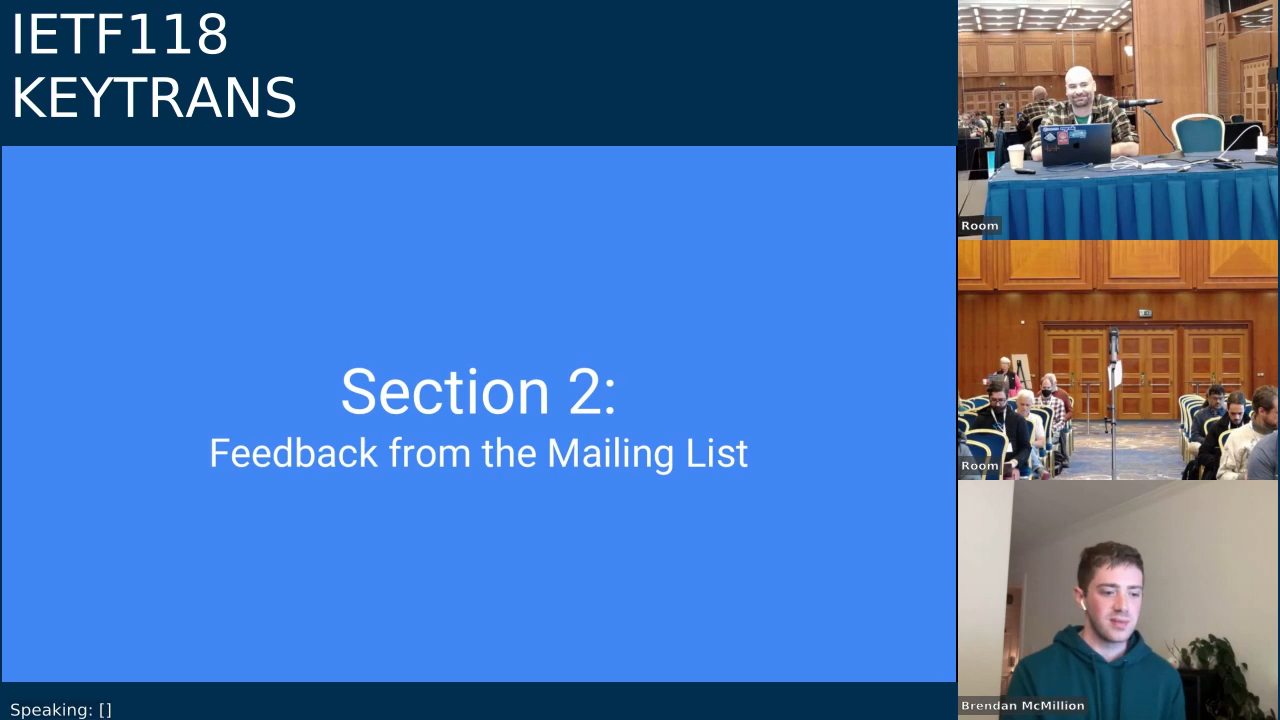 IETF118
KEYTRANS
Section 2:
Feedback from the Mailing List
Speaking: []
Room
Room
Brendan McMillion